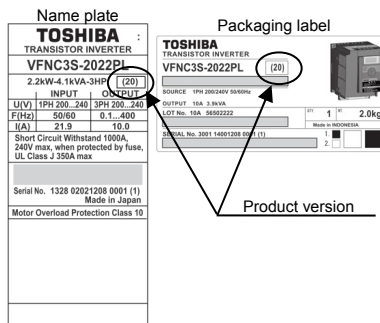 Name plate
TOSHIBA :
TRANSISTOR INVERTER
VFNC3S-2022PL
2.2kW-4.1kVA-3HP (20)
INPUT OUTPUT
U(V) 1PH 200...240 3PH 200...240
F(Hz) 50/60 0.1...400
I(A) 21.9 10.0
Short Circuit Withstand 1000A,
240V max, when protected by fuse,
UL Class J 350A max
Serial No. 1328 02021208 0001 (1)
Made in Japan
Motor Overload Protection Class 10
Packaging label
TOSHIBA
TRANSISTOR INVERTER
VFNC3S-2022PL (20)
SOURCE 1PH 200/240V 50/60Hz
OUTPUT 10A 3.9kVA
LOT No. 10A 56502222
QTY 1 WT 2.0kg
Made in INDONESIA
SERIAL No. 3001 14001208 0001 (1)
1.
2.
Product version